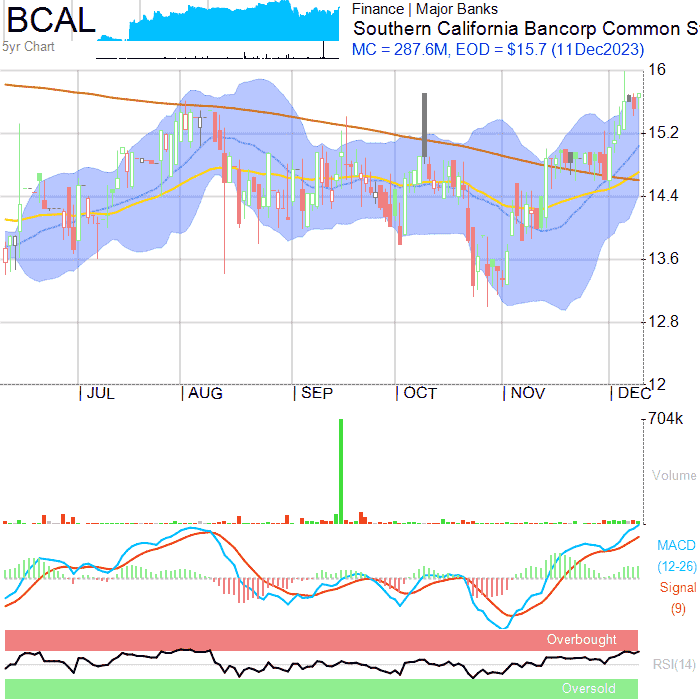 BCAL
5yr Chart
Finance | Major Banks
Southern California Bancorp Common S
MC = 287.6M, EOD = $15.7 (11Dec2023)
16
15.2
14.4
13.6
12.8
12
| JUL | AUG | SEP | OCT | NOV | DEC
704k
Volume
MACD
(12-26)
Signal
(9)
Overbought
RSI(14)
Oversold